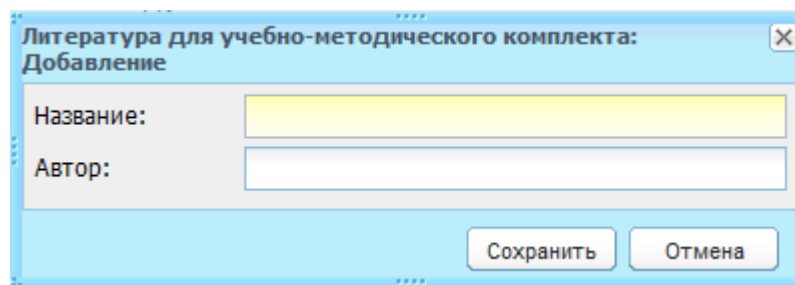 Литература для учебно-методического комплекта:
Добавление
Название:
Автор:
Сохранить Отмена